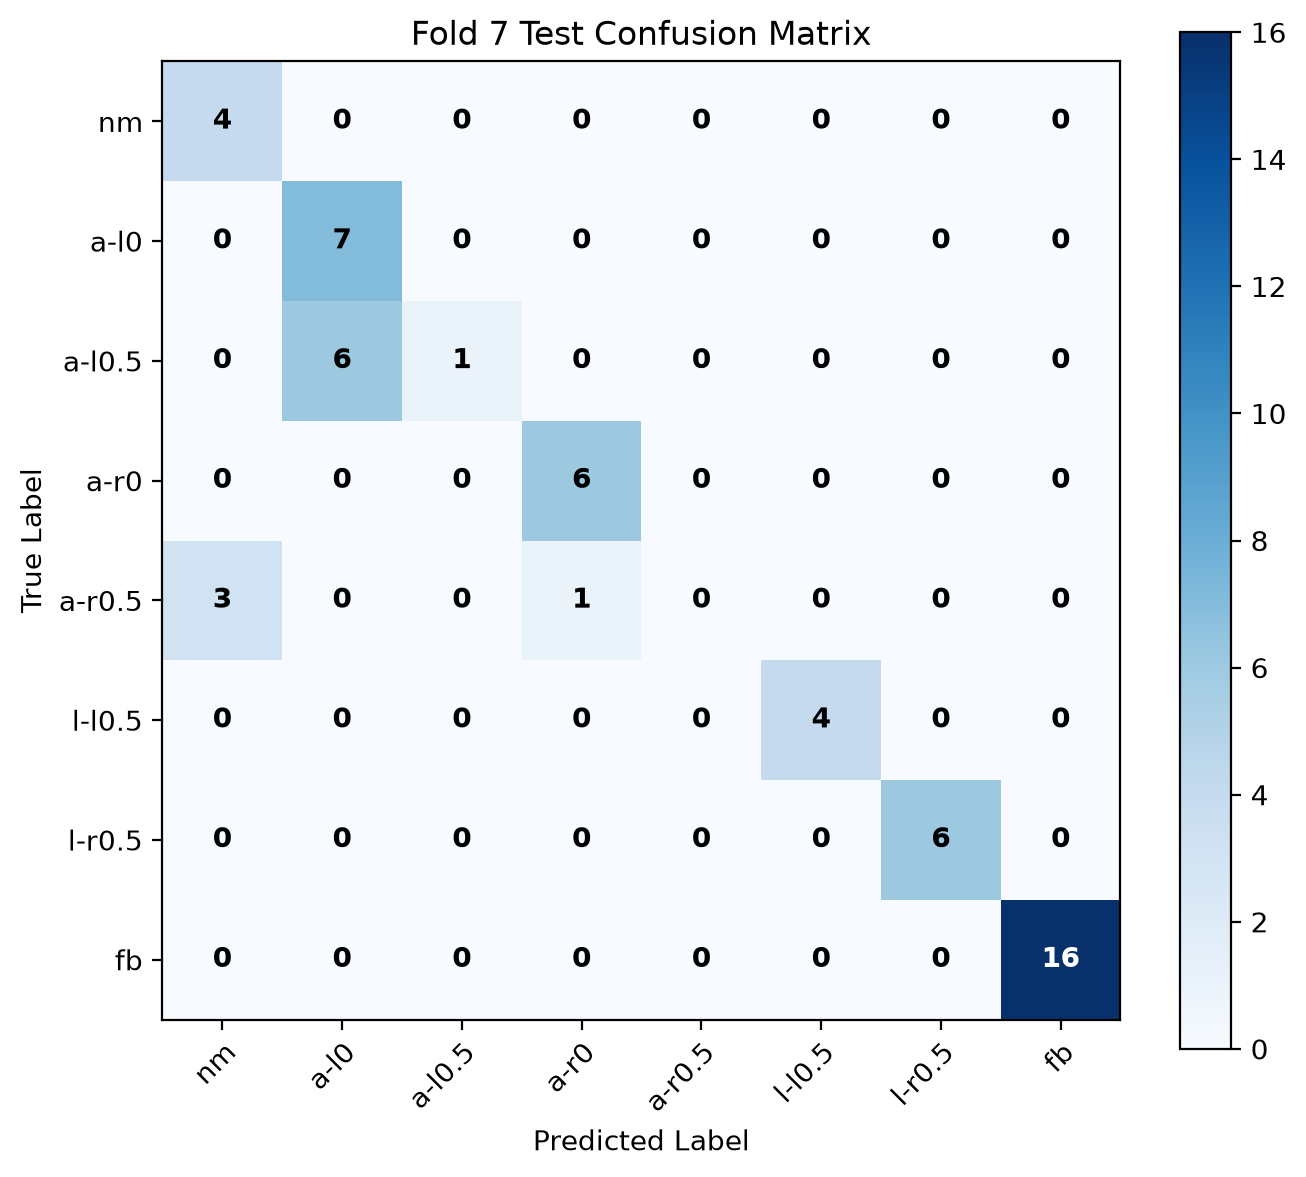 Fold 7 Test Confusion Matrix
nm 4 0 0 0 0 0 0 0
a-l0 0 7 0 0 0 0 0 0
a-l0.5 0 6 1 0 0 0 0 0
a-r0 0 0 0 6 0 0 0 0
a-r0.5 3 0 0 1 0 0 0 0
l-l0.5 0 0 0 0 0 4 0 0
l-r0.5 0 0 0 0 0 0 6 0
fb 0 0 0 0 0 0 0 16
nm a-l0 a-l0.5 a-r0 a-r0.5 l-l0.5 l-r0.5 fb
Predicted Label
True Label
16
14
12
10
8
6
4
2
0